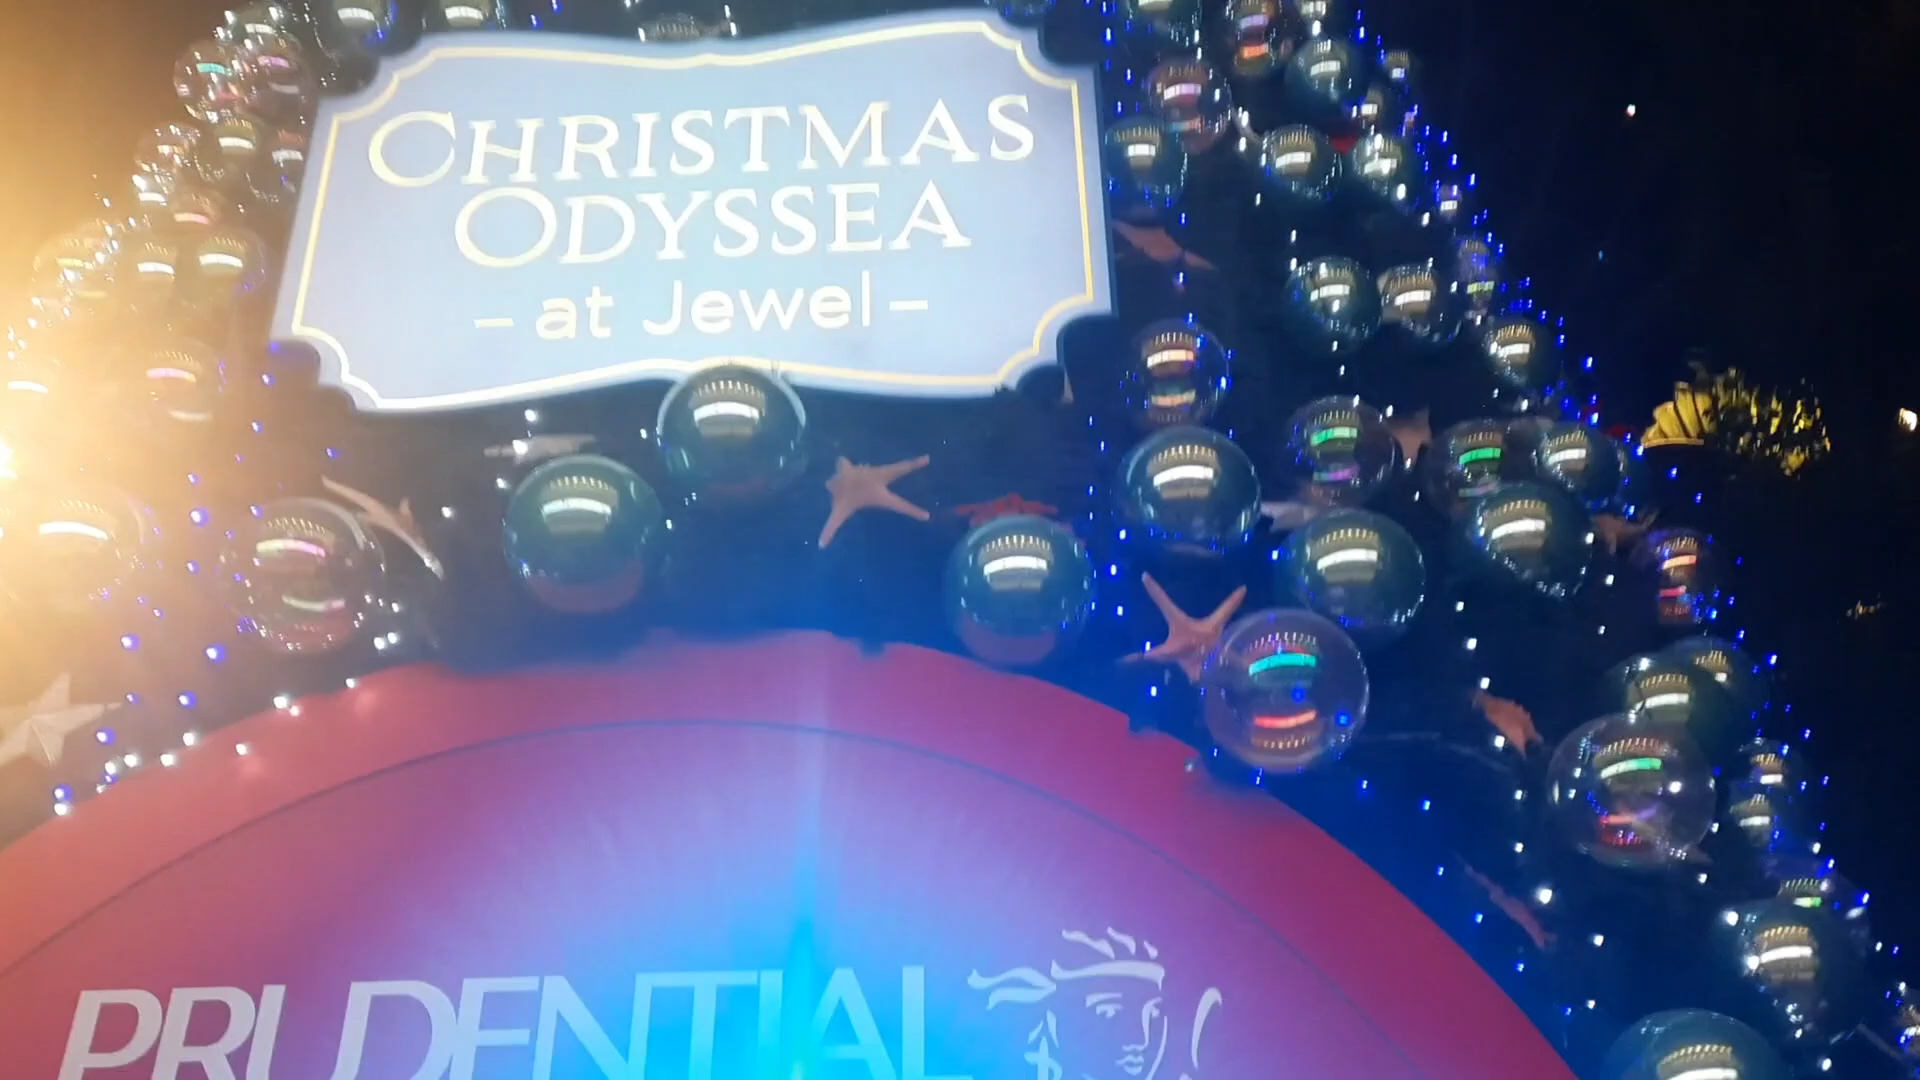 CHRISTMAS
ODYSSEA
- at Jewel -
PRUDENTIAL